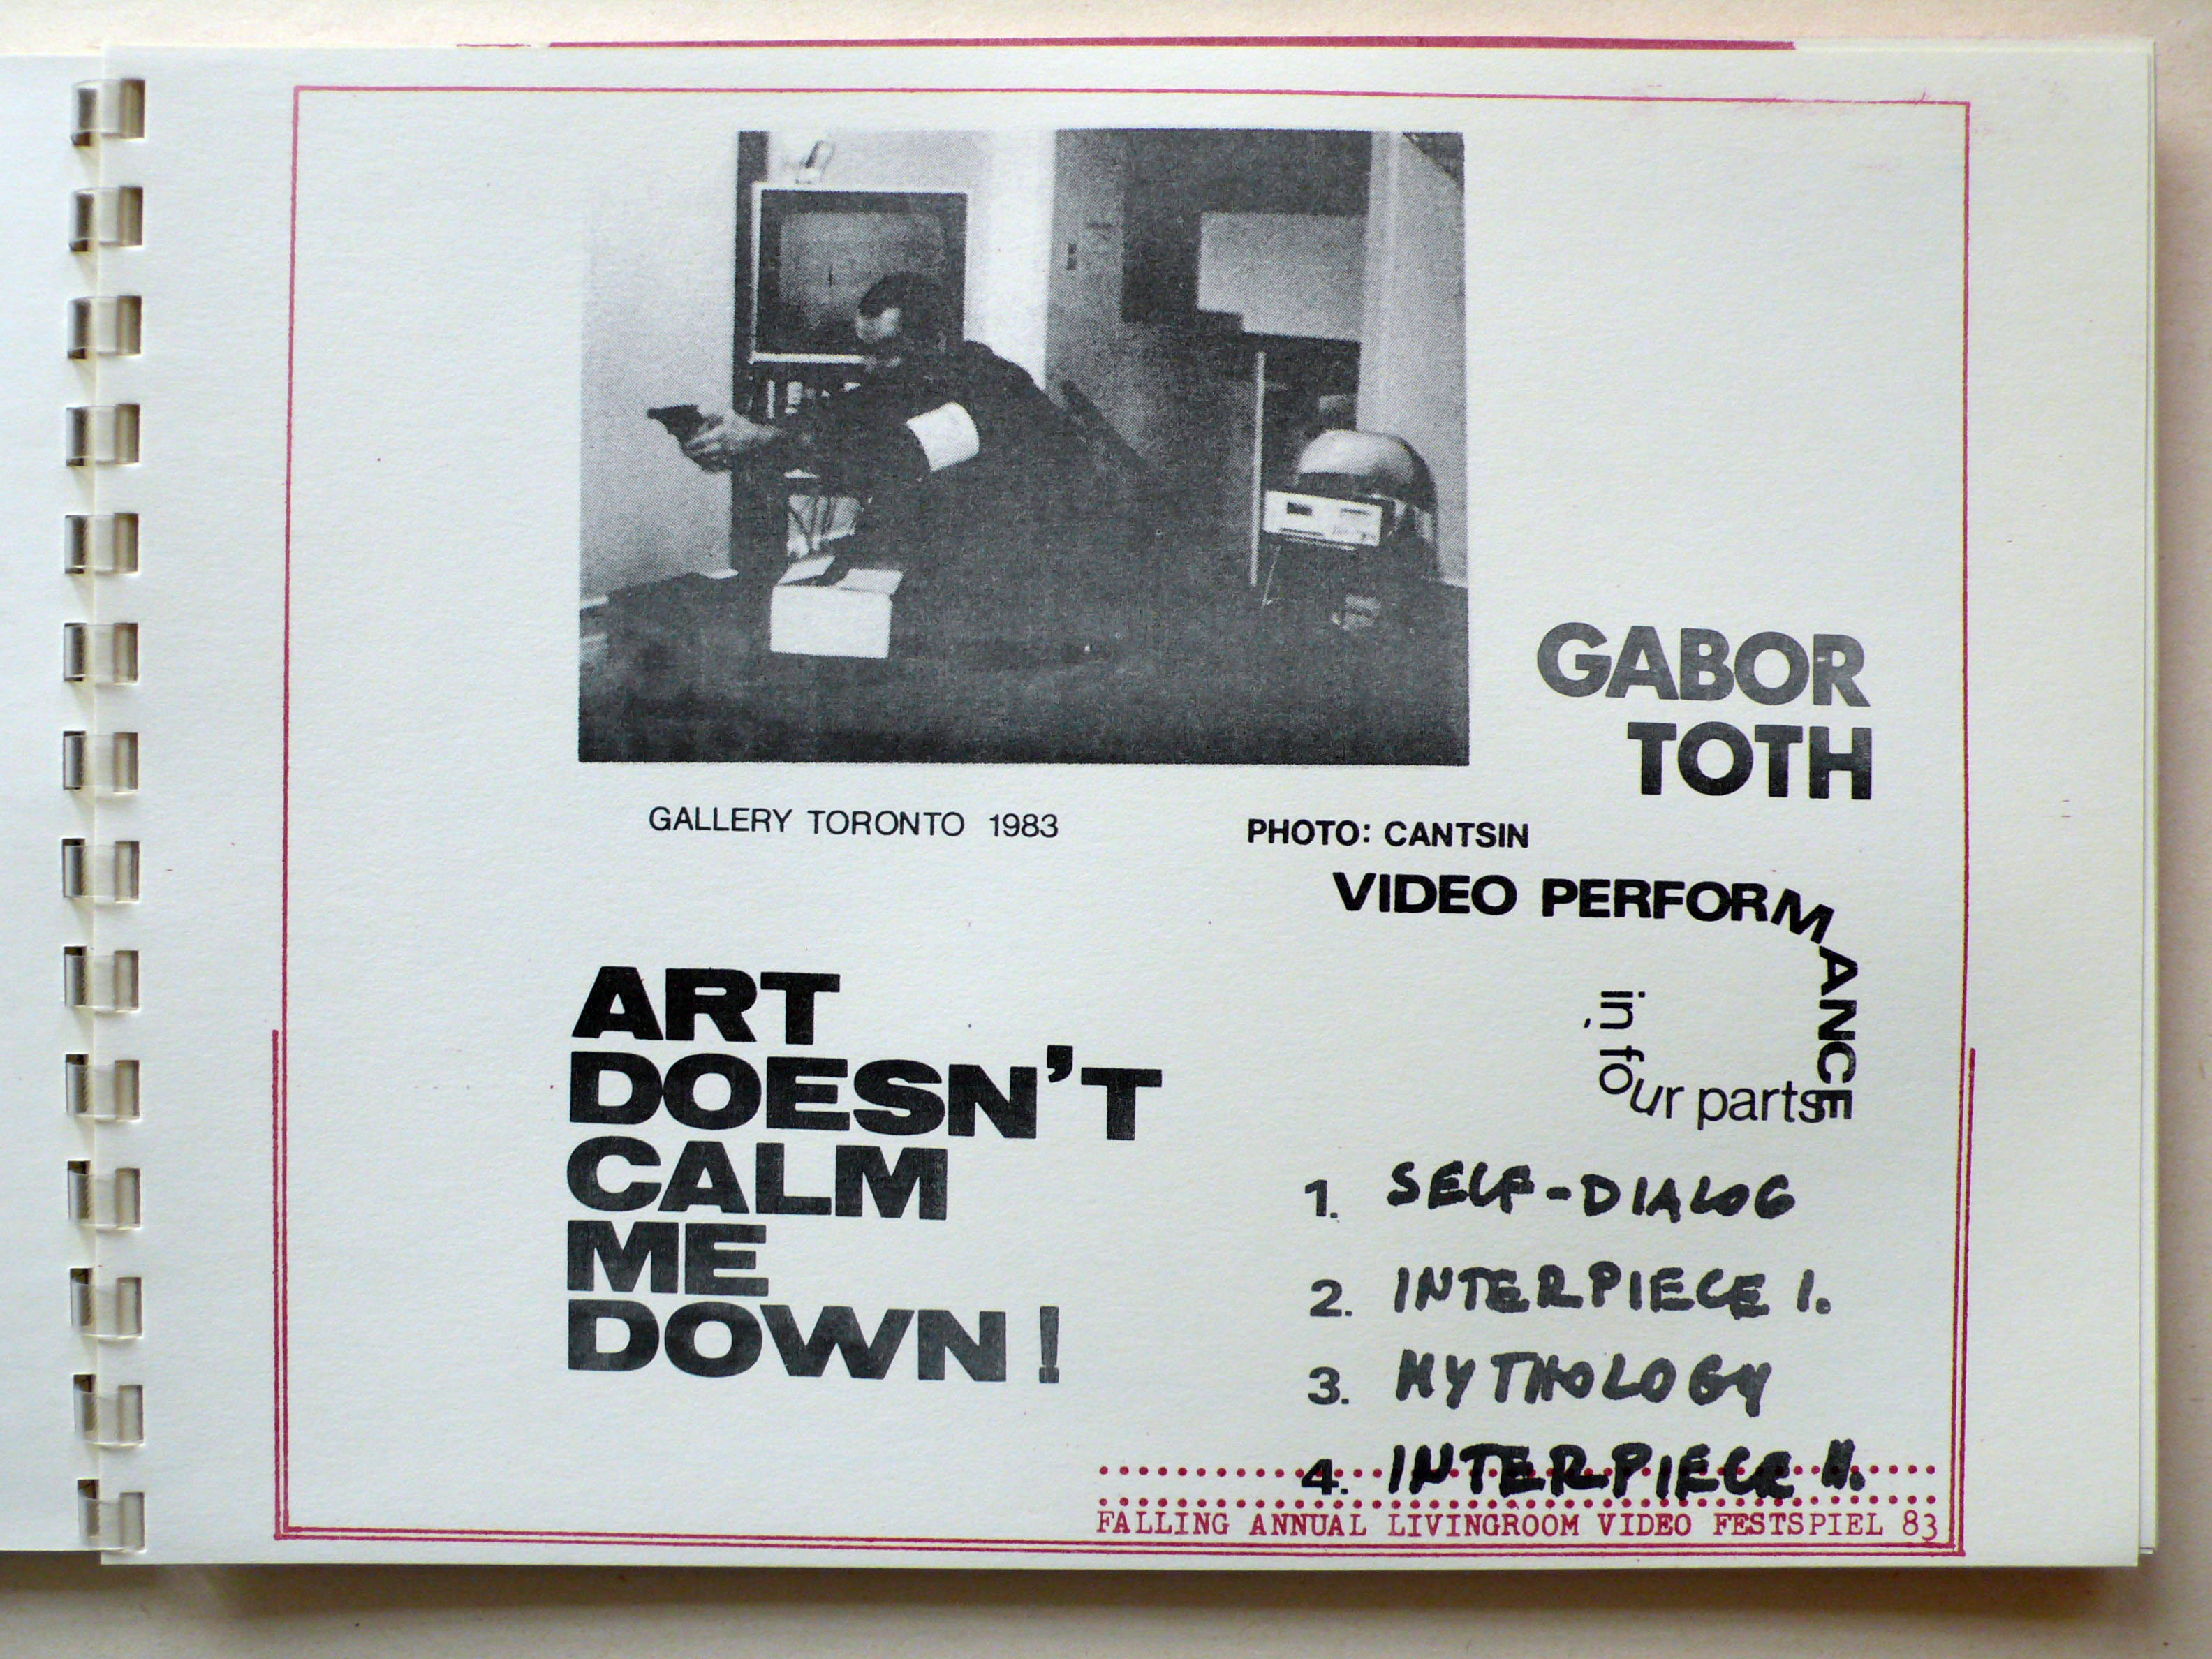 GABOR
TOTH
GALLERY TORONTO 1983
PHOTO: CANTSIN
VIDEO PERFORMANCE
in four parts
ART
DOESN'T
CALM
ME
DOWN!
1. SELF-DIALOG
2. INTERPIECE I.
3. MYTHOLOGY
4. INTERPIECE II.
FALLING ANNUAL LIVINGROOM VIDEO FESTSPIEL 83